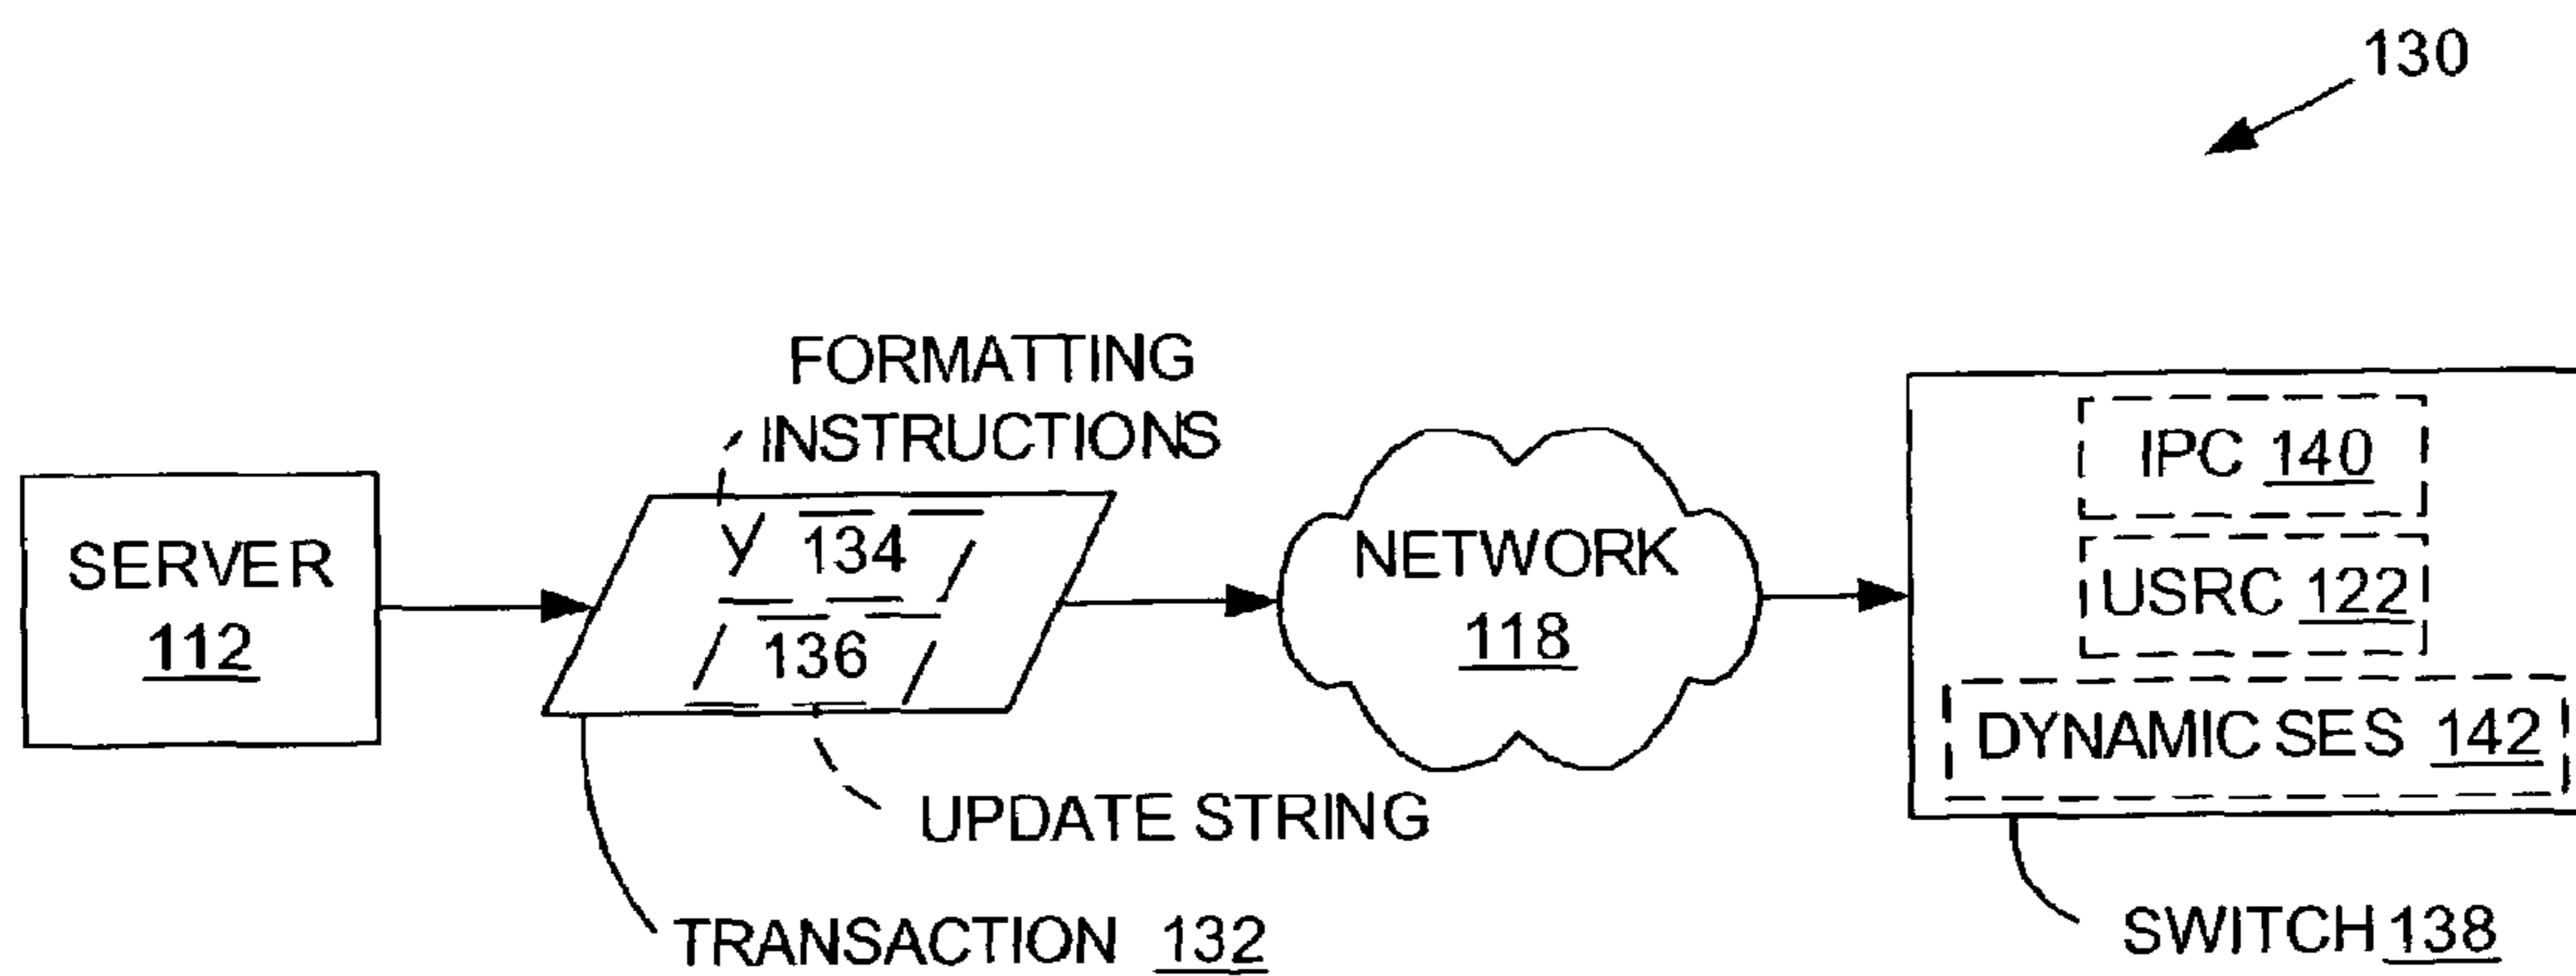 130
FORMATTING
INSTRUCTIONS
SERVER
112
134
136
NETWORK
118
IPC 140
USRC 122
DYNAMIC SES 142
UPDATE STRING
TRANSACTION 132
SWITCH 138